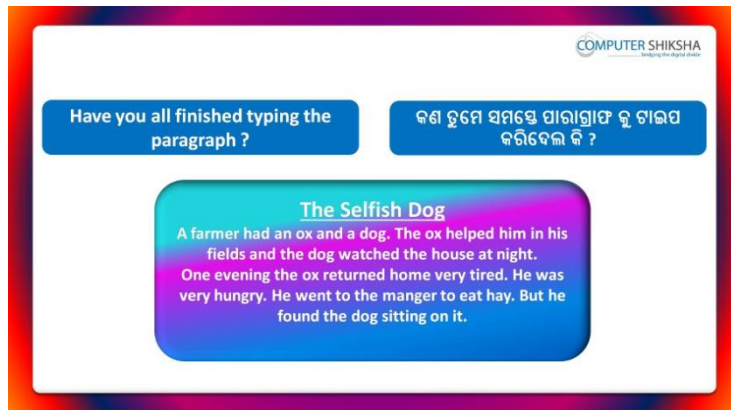 COMPUTER SHIKSHA
bridging the digital divide
Have you all finished typing the
paragraph ?
କଣ ତୁମେ ସମସ୍ତେ ପାରାଗ୍ରାଫ କୁ ଟାଇପ
କରିଦେଲ କି ?
The Selfish Dog
A farmer had an ox and a dog. The ox helped him in his
fields and the dog watched the house at night.
One evening the ox returned home very tired. He was
very hungry. He went to the manger to eat hay. But he
found the dog sitting on it.